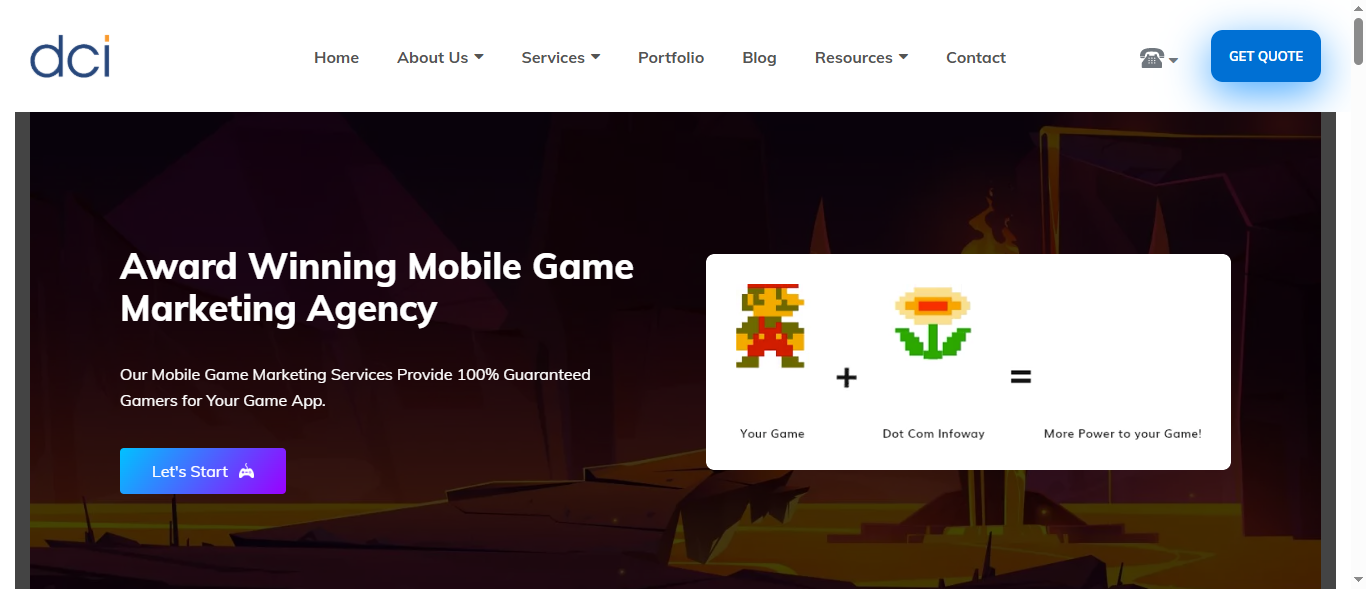 dci
Home
About Us
Services
Portfolio
Blog
Resources
Contact
GET QUOTE
Award Winning Mobile Game
Marketing Agency
Our Mobile Game Marketing Services Provide 100% Guaranteed
Gamers for Your Game App.
Let's Start
+
=
Your Game
Dot Com Infoway
More Power to your Game!